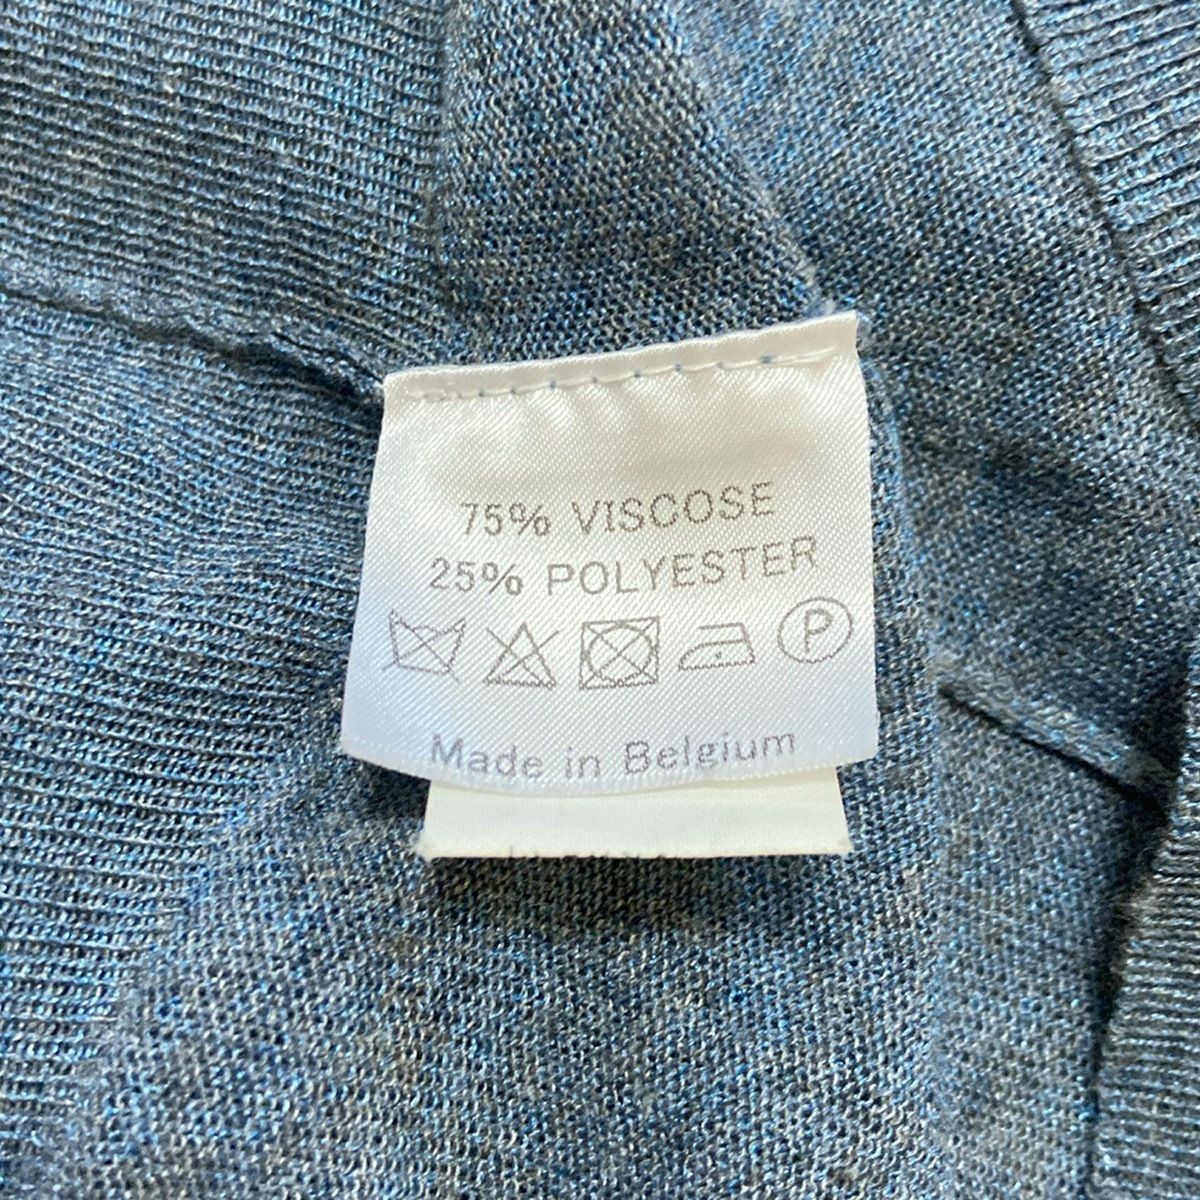 75% VISCOSE
25% POLYESTER
P
Made in Belgium